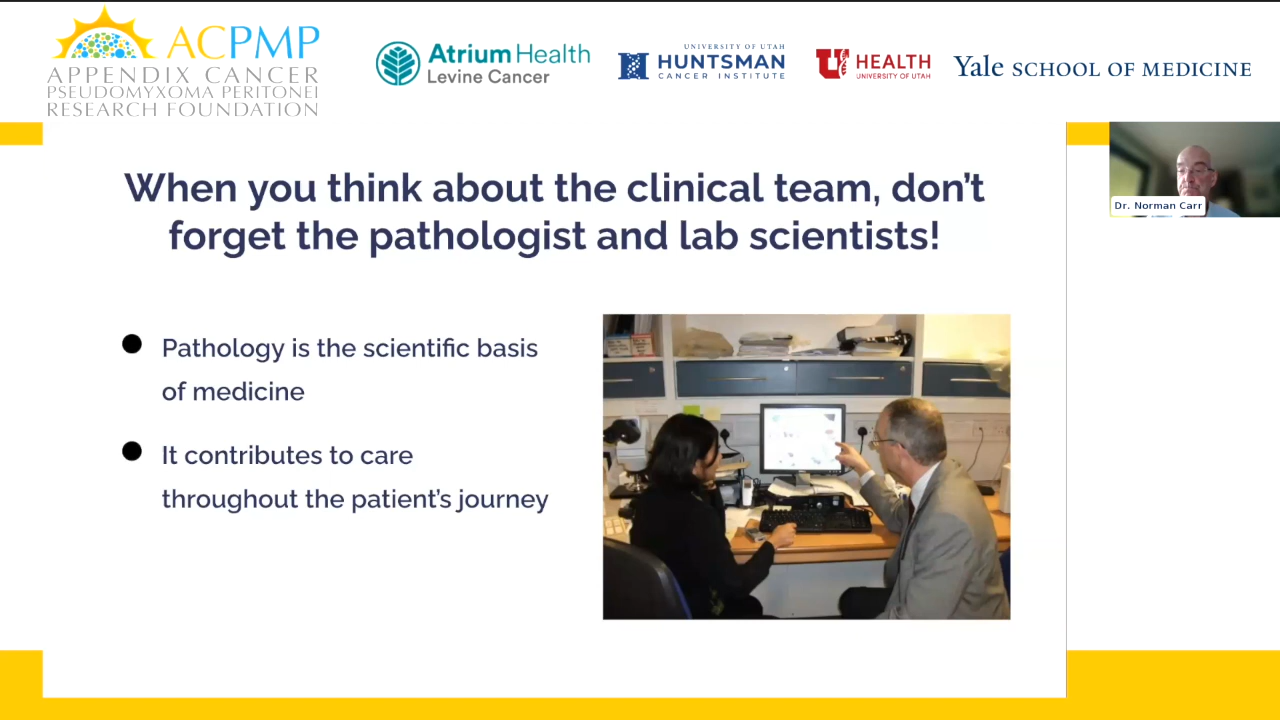 ACPMP
APPENDIX CANCER
PSEUDOMYXOMA PERITONEI
RESEARCH FOUNDATION
Atrium Health
Levine Cancer
UNIVERSITY OF UTAH
HUNTSMAN
CANCER INSTITUTE
HEALTH
UNIVERSITY OF UTAH
Yale SCHOOL OF MEDICINE
When you think about the clinical team, don’t
forget the pathologist and lab scientists!
Pathology is the scientific basis
of medicine
It contributes to care
throughout the patient’s journey
Dr. Norman Carr